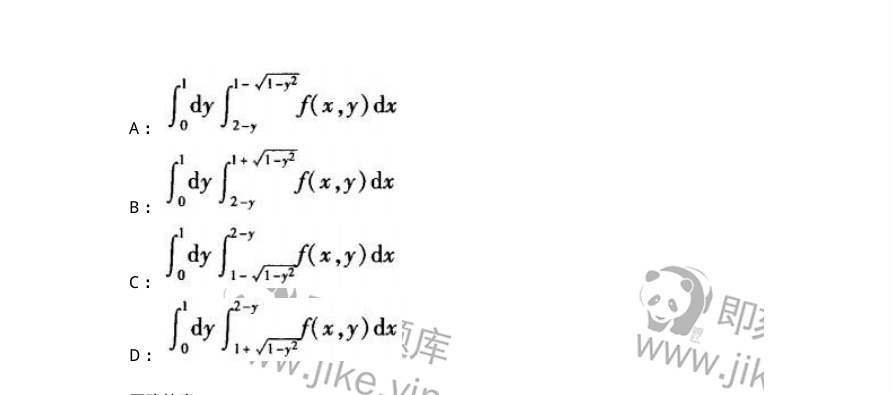 A： ∫₀¹dy∫_{2-y}^{1-√(1-y²)}f(x,y)dx
B： ∫₀¹dy∫_{2-y}^{1+√(1-y²)}f(x,y)dx
C： ∫₀¹dy∫_{1-√(1-y²)}^{2-y}f(x,y)dx
D： ∫₀¹dy∫_{1+√(1-y²)}^{2-y}f(x,y)dx
题库
www.jike.vip
即刻
www.jik